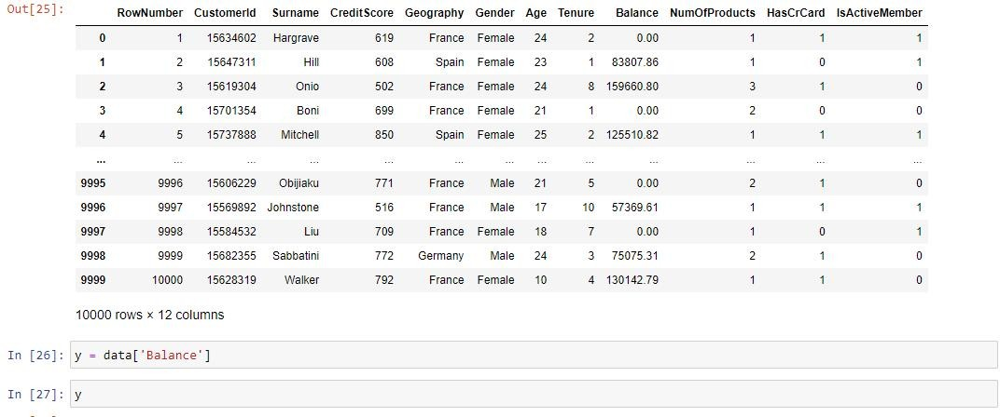 Out[25]: RowNumber CustomerId Surname CreditScore Geography Gender Age Tenure Balance NumOfProducts HasCrCard IsActiveMember
0 1 15634602 Hargrave 619 France Female 24 2 0.00 1 1 1
1 2 15647311 Hill 608 Spain Female 23 1 83807.86 1 0 1
2 3 15619304 Onio 502 France Female 24 8 159660.80 3 1 0
3 4 15701354 Boni 699 France Female 21 1 0.00 2 0 0
4 5 15737888 Mitchell 850 Spain Female 25 2 125510.82 1 1 1
... ... ... ... ... ... ... ... ... ... ... ... ...
9995 9996 15606229 Obijiaku 771 France Male 21 5 0.00 2 1 0
9996 9997 15569892 Johnstone 516 France Male 17 10 57369.61 1 1 1
9997 9998 15584532 Liu 709 France Female 18 7 0.00 1 0 1
9998 9999 15682355 Sabbatini 772 Germany Male 24 3 75075.31 2 1 0
9999 10000 15628319 Walker 792 France Female 10 4 130142.79 1 1 0
10000 rows × 12 columns
In [26]: y = data['Balance']
In [27]: y